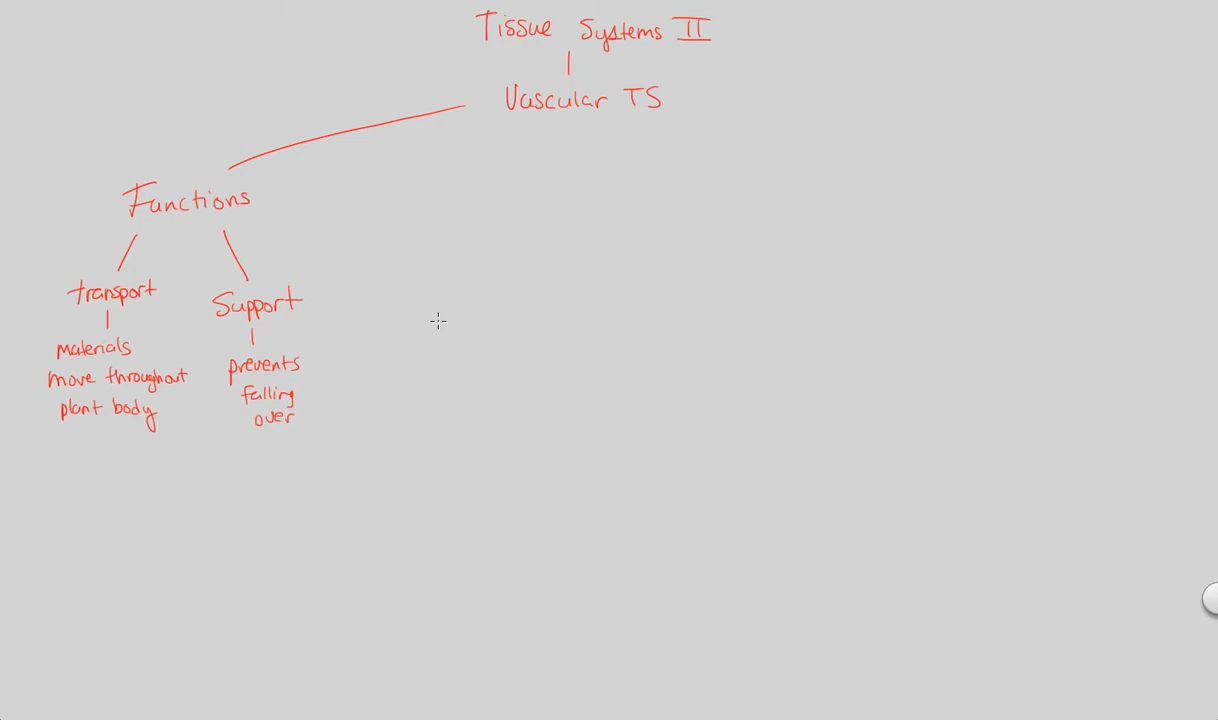 Tissue Systems II
Vascular TS
Functions
transport
materials
move throughout
plant body
Support
prevents
falling
over